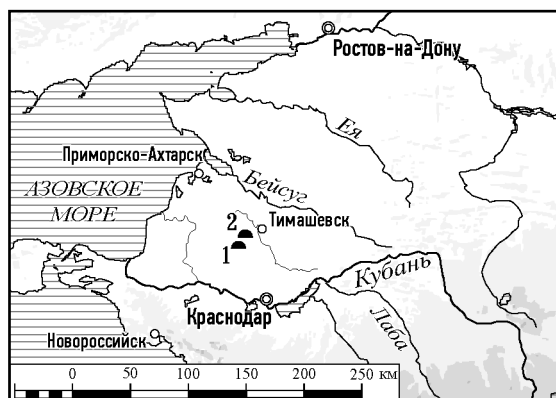 Ростов-на-Дону
Ея
Приморско-Ахтарск
Бейсуг
АЗОВСКОЕ
МОРЕ
2
Тимашевск
1
Кубань
Краснодар
Лаба
Новороссийск
0 50 100 150 200 250 км